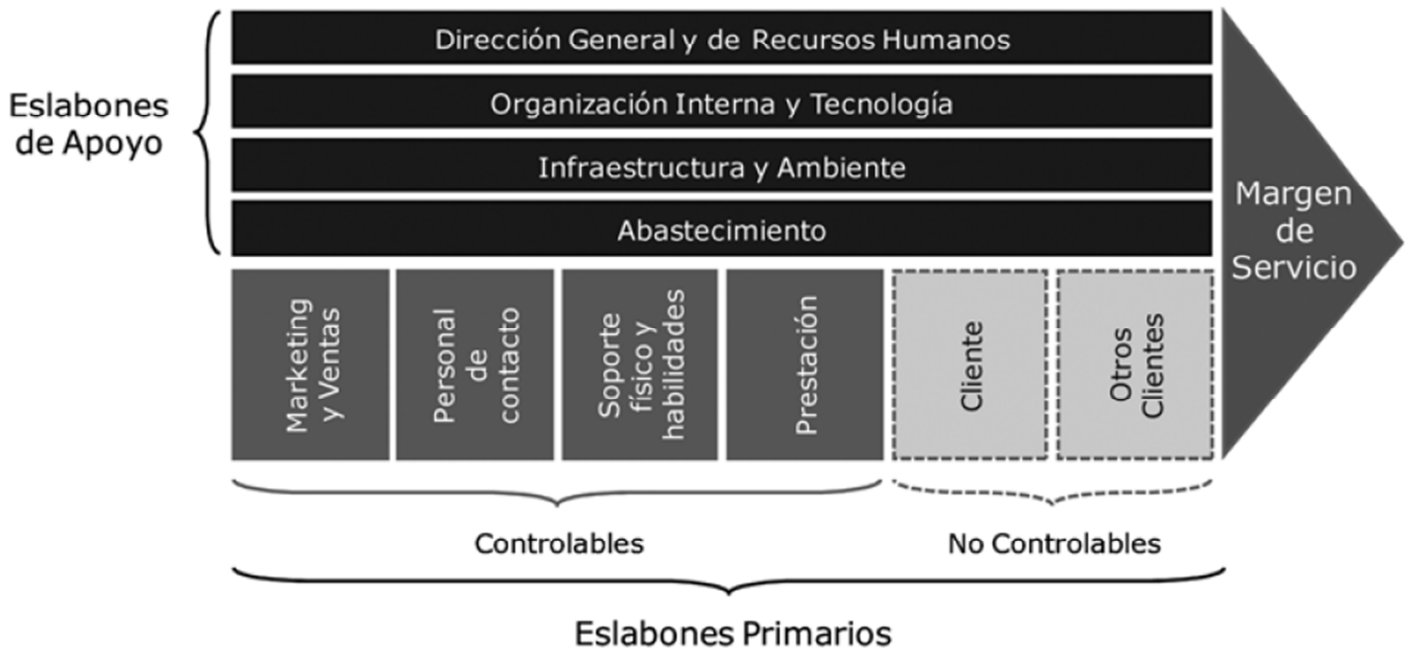 Dirección General y de Recursos Humanos
Organización Interna y Tecnología
Infraestructura y Ambiente
Abastecimiento
Eslabones
de Apoyo
Margen
de
Servicio
Marketing
y Ventas
Personal
de
contacto
Soporte
físico y
habilidades
Prestación
Cliente
Otros
Clientes
Controlables
No Controlables
Eslabones Primarios